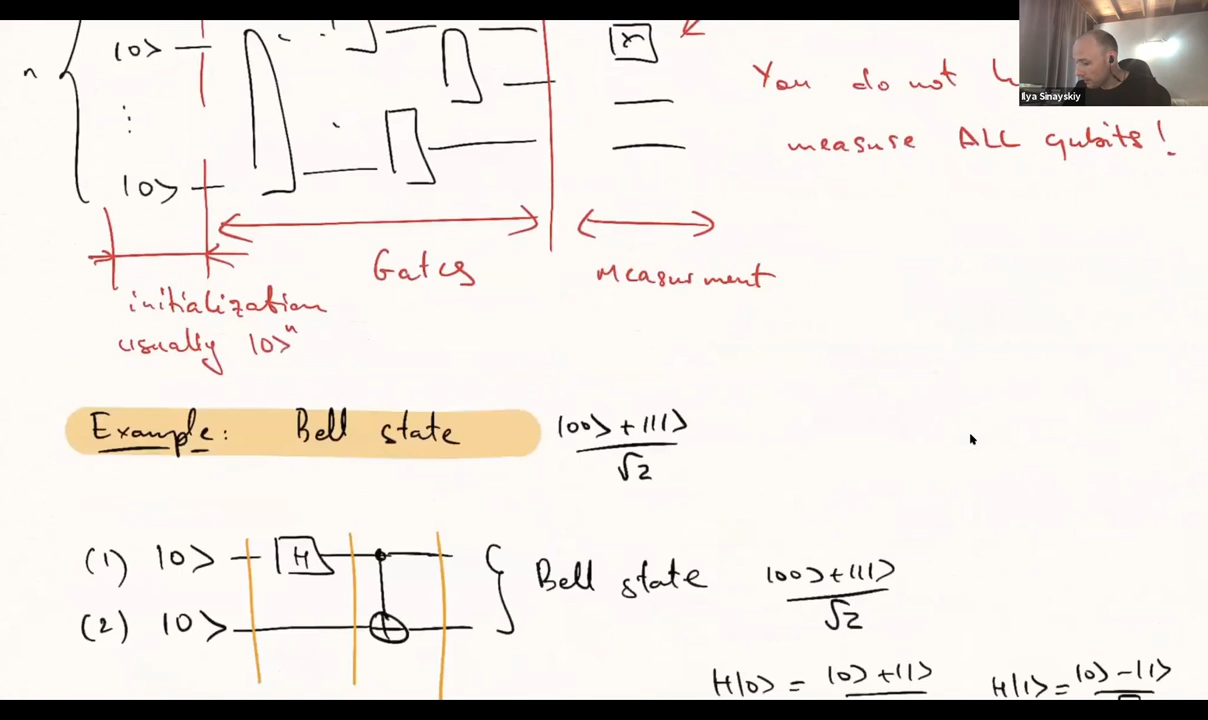 n
|0>
Ilya Sinayskiy
You do not
measure ALL qubits!
⋮
|0>
Gates
Measurment
initialization
usually |0>ⁿ
Example: Bell state |00>+|11> / √2
(1) |0> H
(2) |0>
Bell state |00>+|11> / √2
H|0> = |0>+|1>
H|1> = |0>-|1>